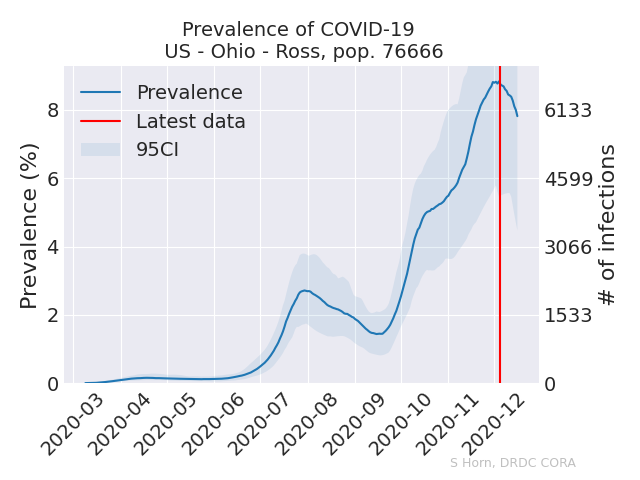 Prevalence of COVID-19
US - Ohio - Ross, pop. 76666
Prevalence
Latest data
95CI
Prevalence (%)
8
6
4
2
0
6133
4599
3066
1533
0
# of infections
2020-03
2020-04
2020-05
2020-06
2020-07
2020-08
2020-09
2020-10
2020-11
2020-12
S Horn, DRDC CORA